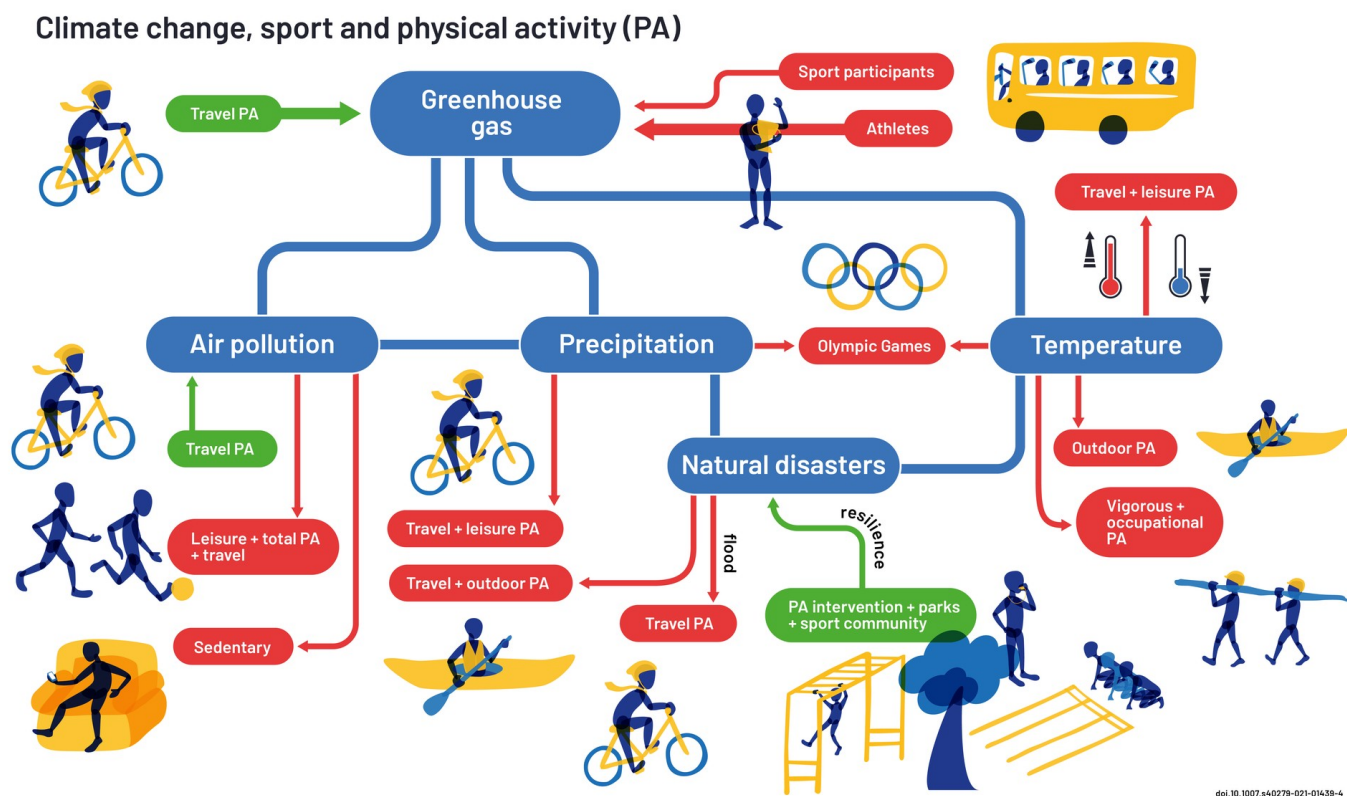 Climate change, sport and physical activity (PA)
Sport participants
Greenhouse
gas
Travel PA
Athletes
Travel + leisure PA
Air pollution
Precipitation
Olympic Games
Temperature
Travel PA
Outdoor PA
Natural disasters
Vigorous +
occupational
PA
Leisure + total PA
+ travel
Travel + leisure PA
resilience
flood
Travel + outdoor PA
Travel PA
PA intervention + parks
+ sport community
Sedentary
doi.10.1007.s40279-021-01439-4